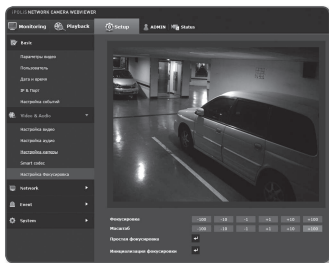 iPOLiS NETWORK CAMERA WEBVIEWER
Monitoring Playback Setup ADMIN Status
Basic
Параметры видео
Пользователь
Дата и время
IP & Порт
Настройка событий
Video & Audio
Настройка видео
Настройка аудио
Настройка камеры
Smart codec
Настройка Фокусировка
Network
Event
System
Фокусировка -100 -10 -1 +1 +10 +100
Масштаб -100 -10 -1 +1 +10 +100
Простая фокусировка
Инициализация фокусировки